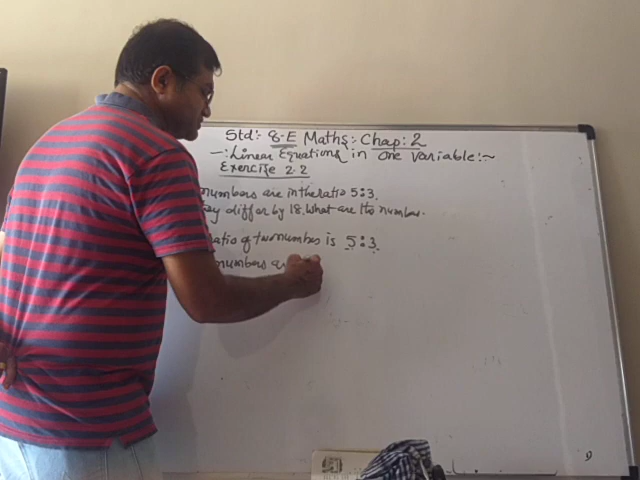 Std:- 8-E Maths:- Chap: 2
-: Linear Equations in One Variable:~
Exercise 2.2
numbers are in the ratio 5:3.
differ by 18. What are the number.
ratio of two number is 5:3.
numbers
9